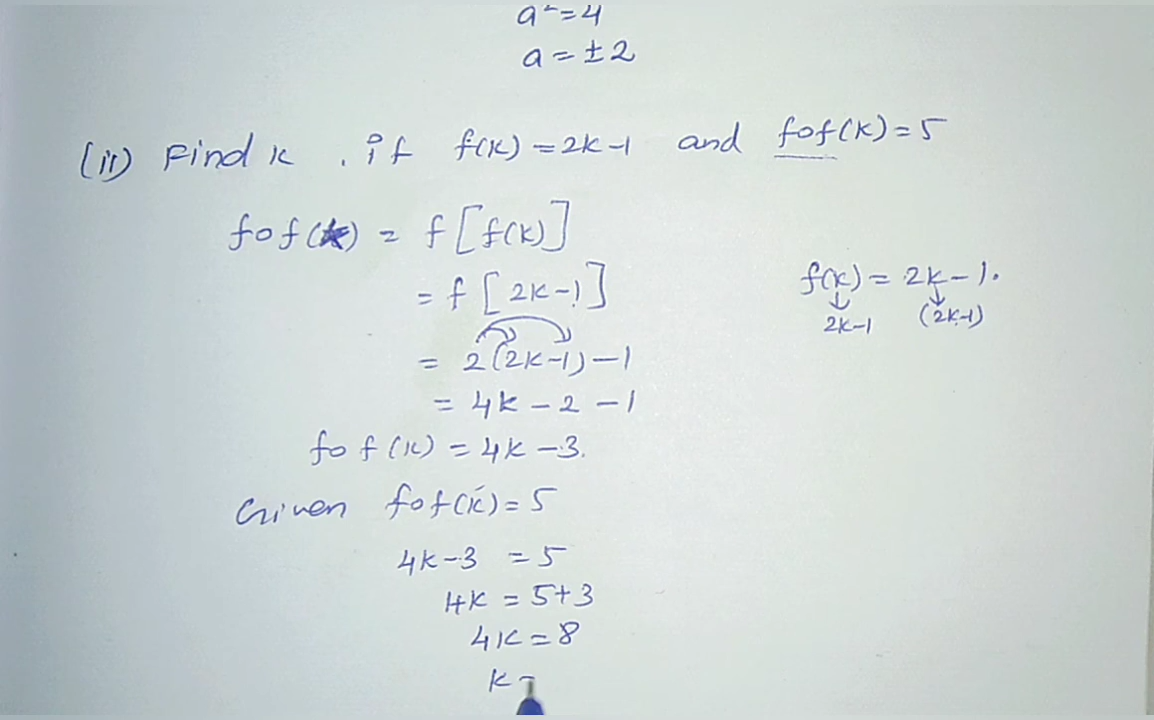 a²=4
a=±2
(ii) Find k , if f(k)=2k-1 and fof(k)=5
fof(k) = f[f(k)]
= f[2k-1]
= 2(2k-1)-1
= 4k-2-1
fof(k)=4k-3.
Given fof(k)=5
4k-3 =5
4k =5+3
4k=8
k=
f(k)=2k-1.
↓ ↓
2k-1 (2k-1)